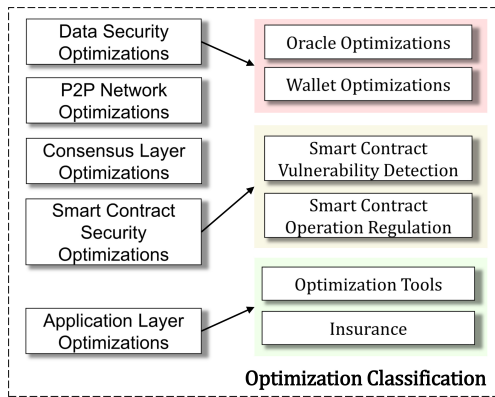 Data Security
Optimizations
P2P Network
Optimizations
Consensus Layer
Optimizations
Smart Contract
Security
Optimizations
Application Layer
Optimizations
Oracle Optimizations
Wallet Optimizations
Smart Contract
Vulnerability Detection
Smart Contract
Operation Regulation
Optimization Tools
Insurance
Optimization Classification